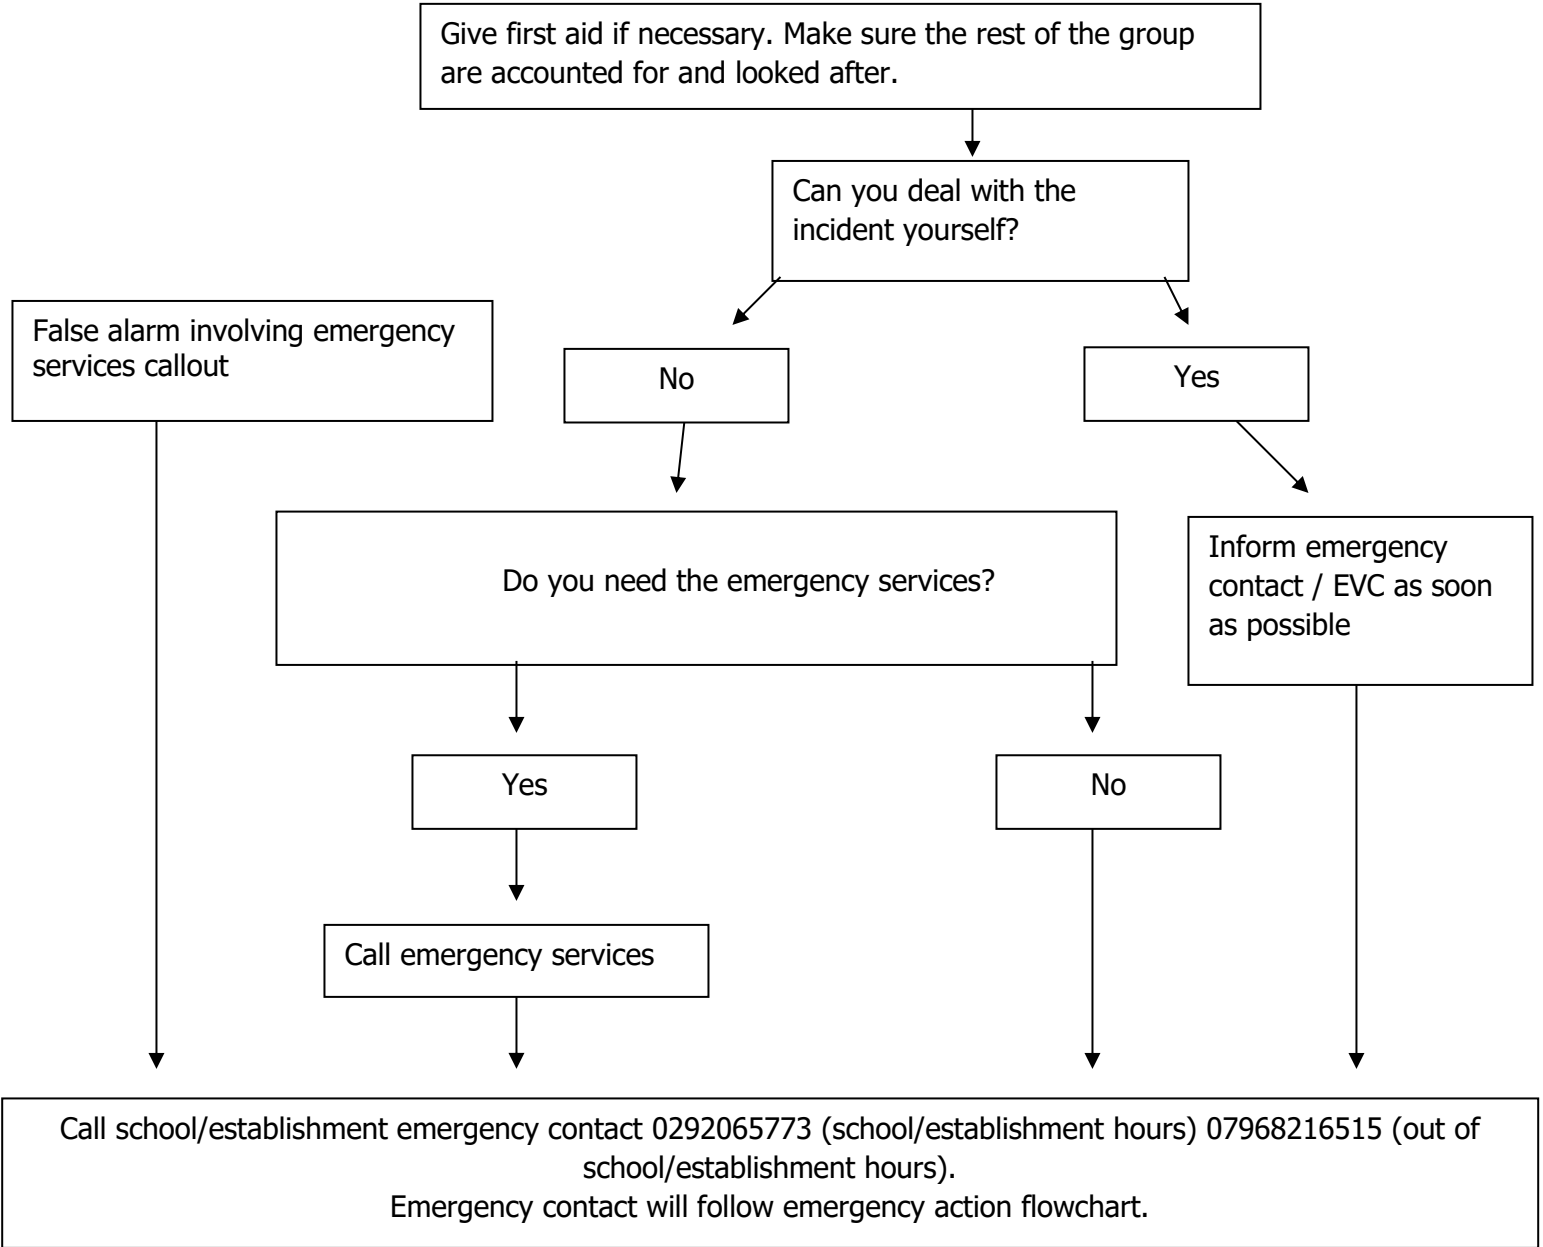 Give first aid if necessary. Make sure the rest of the group
are accounted for and looked after.
Can you deal with the
incident yourself?
False alarm involving emergency
services callout
No
Yes
Do you need the emergency services?
Inform emergency
contact / EVC as soon
as possible
Yes
No
Call emergency services
Call school/establishment emergency contact 0292065773 (school/establishment hours) 07968216515 (out of
school/establishment hours).
Emergency contact will follow emergency action flowchart.